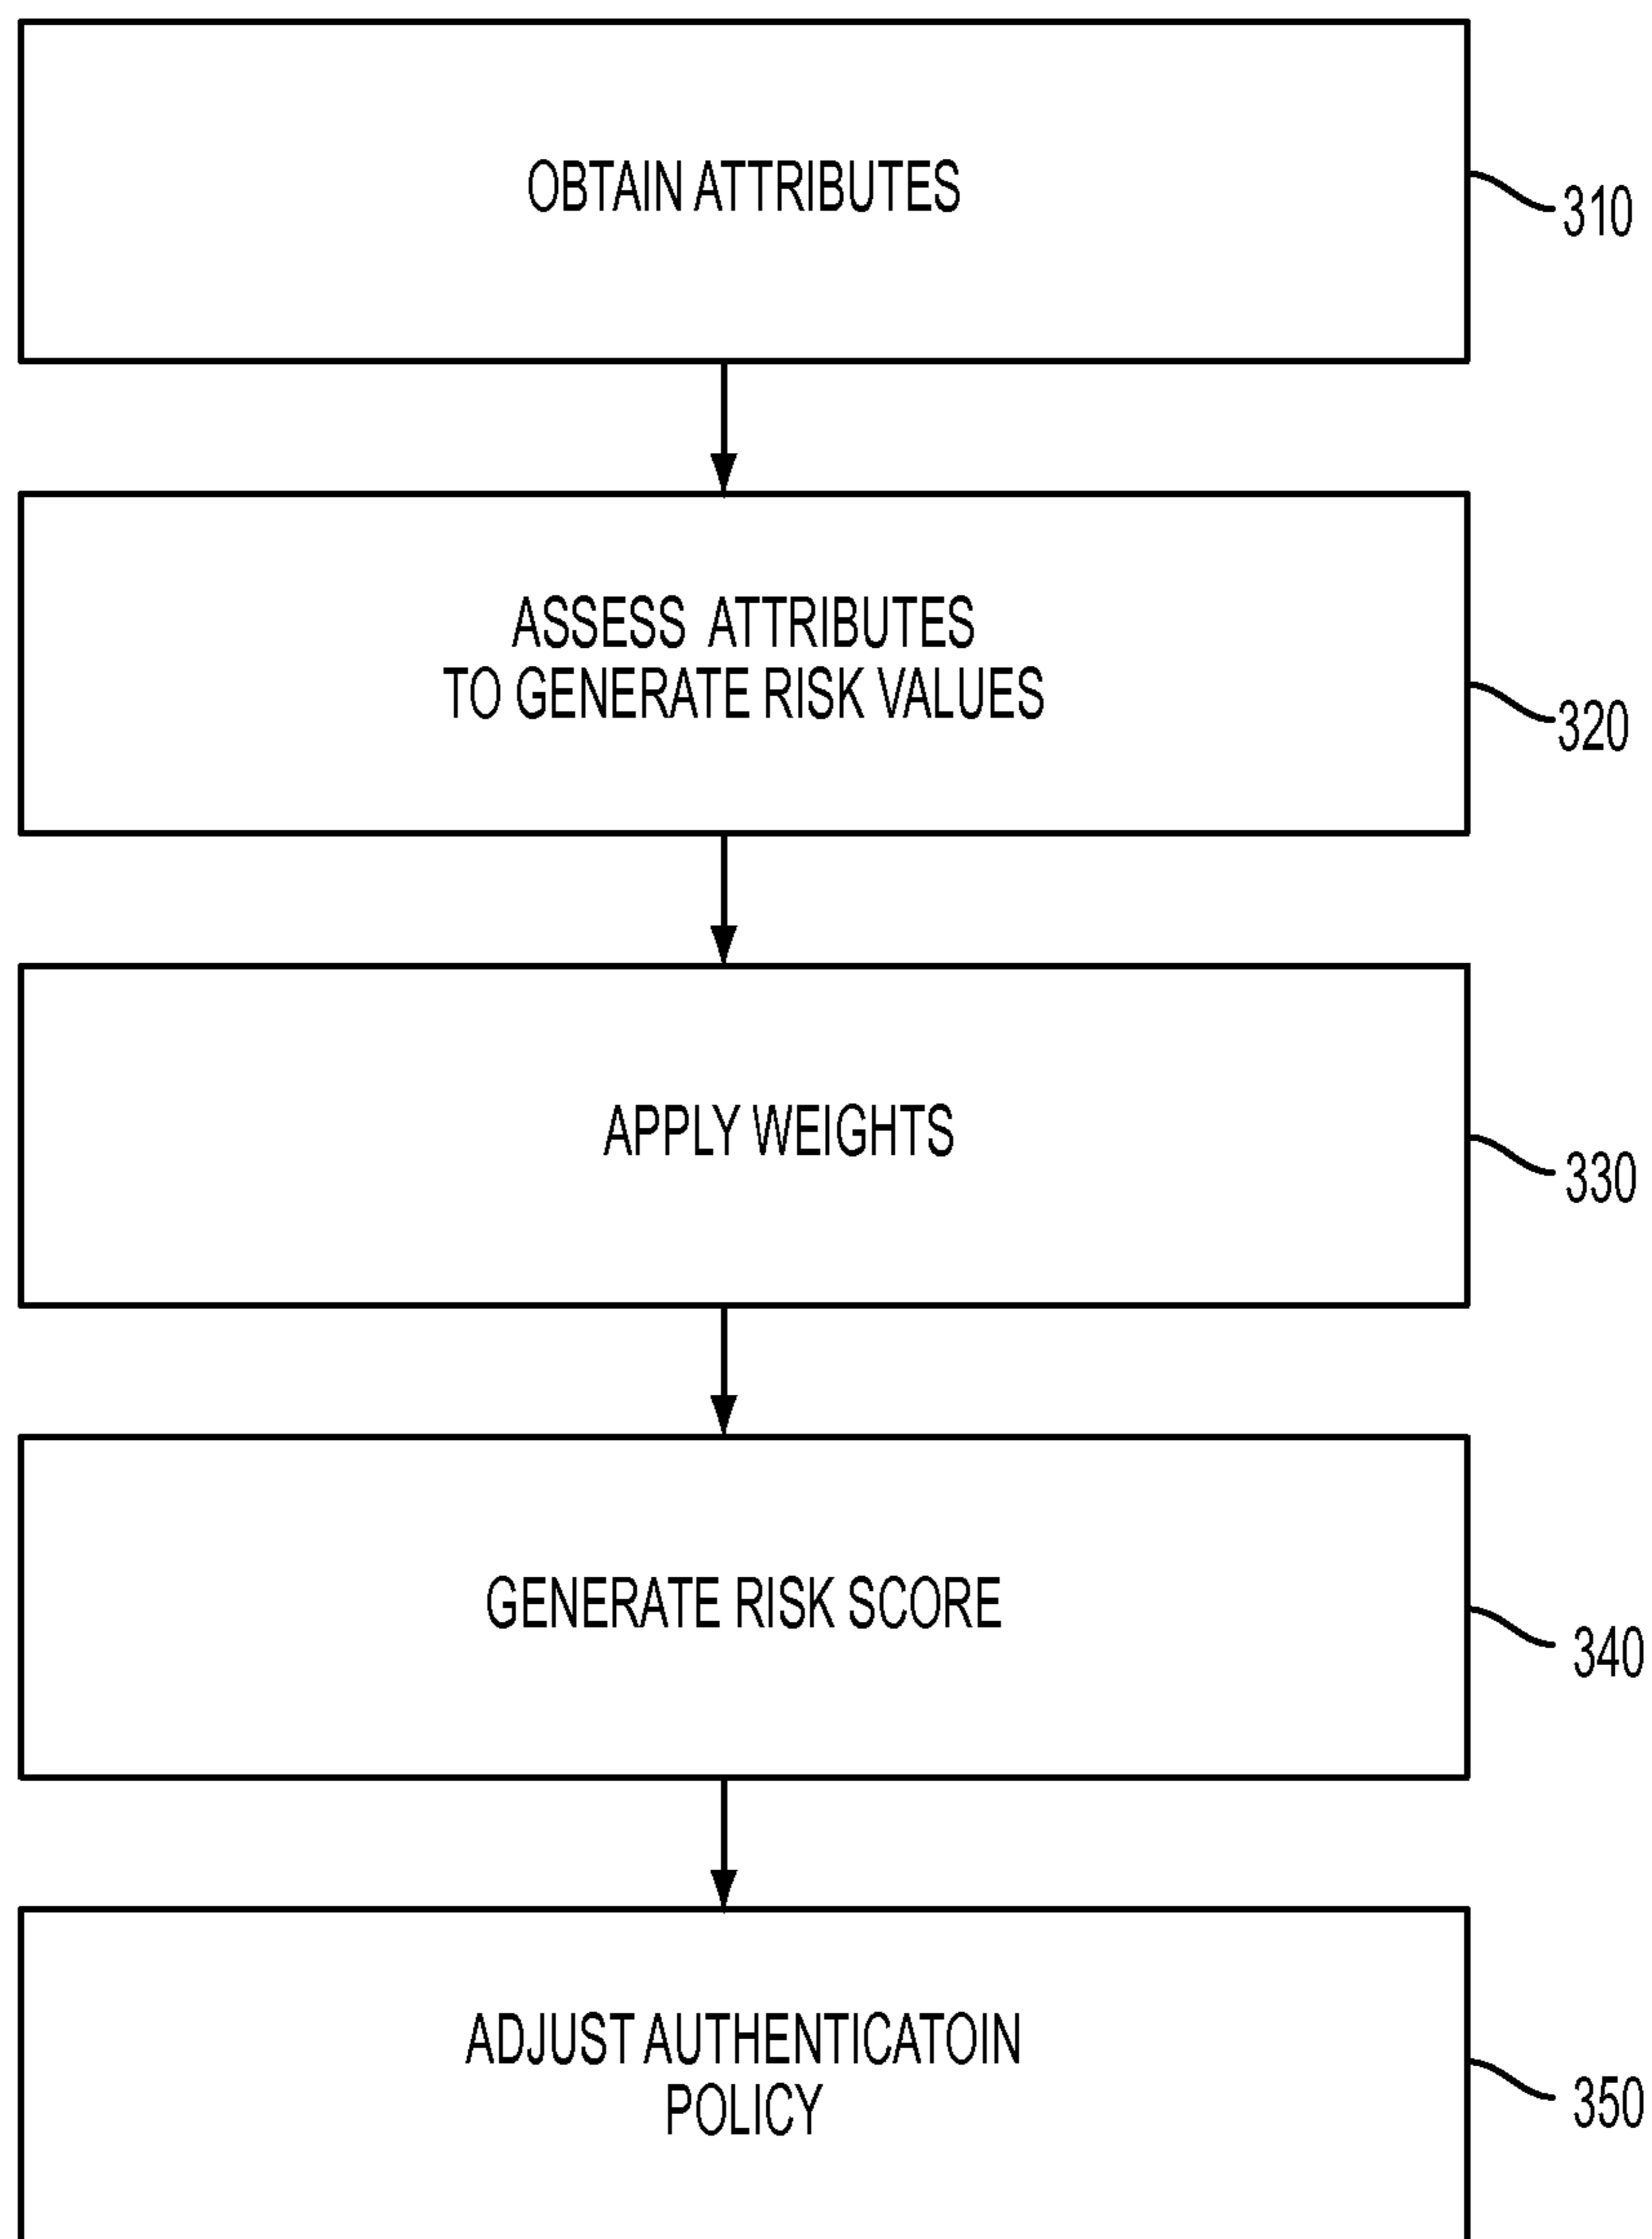 OBTAIN ATTRIBUTES
310
ASSESS ATTRIBUTES
TO GENERATE RISK VALUES
320
APPLY WEIGHTS
330
GENERATE RISK SCORE
340
ADJUST AUTHENTICATOIN
POLICY
350